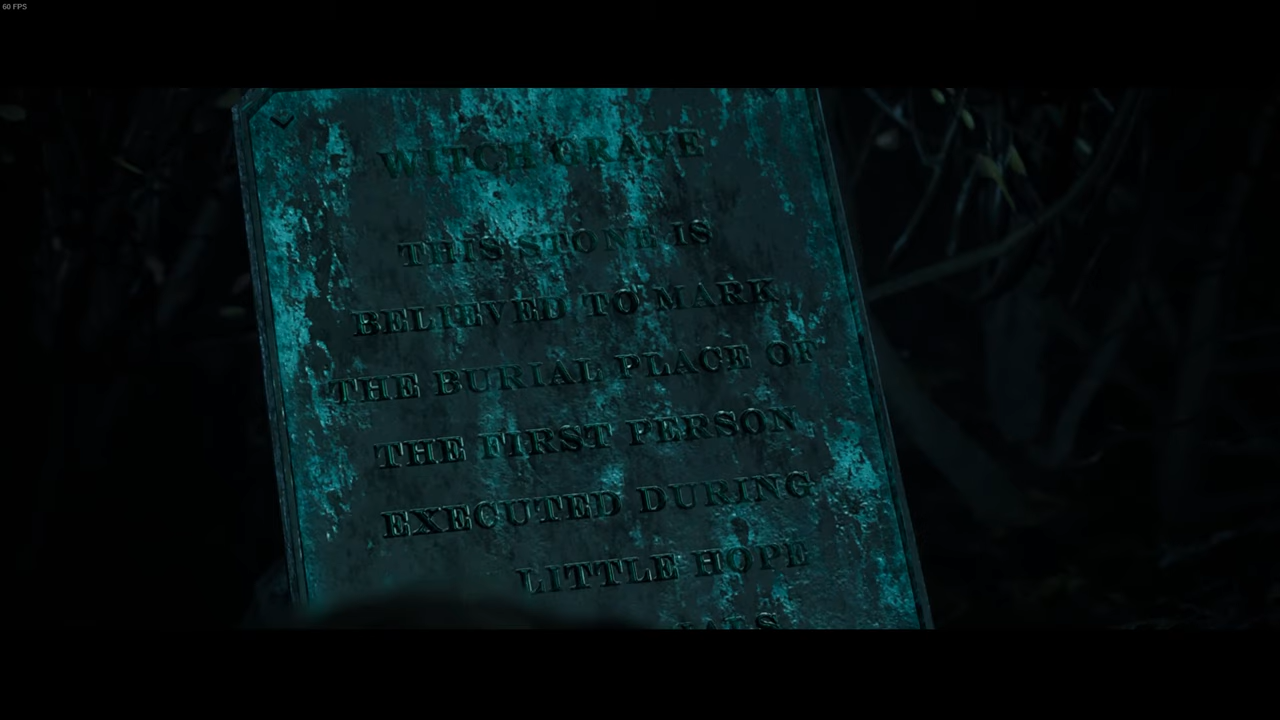 60 FPS
WITCH GRAVE
THIS STONE IS
BELIEVED TO MARK
THE BURIAL PLACE OF
THE FIRST PERSON
EXECUTED DURING
LITTLE HOPE